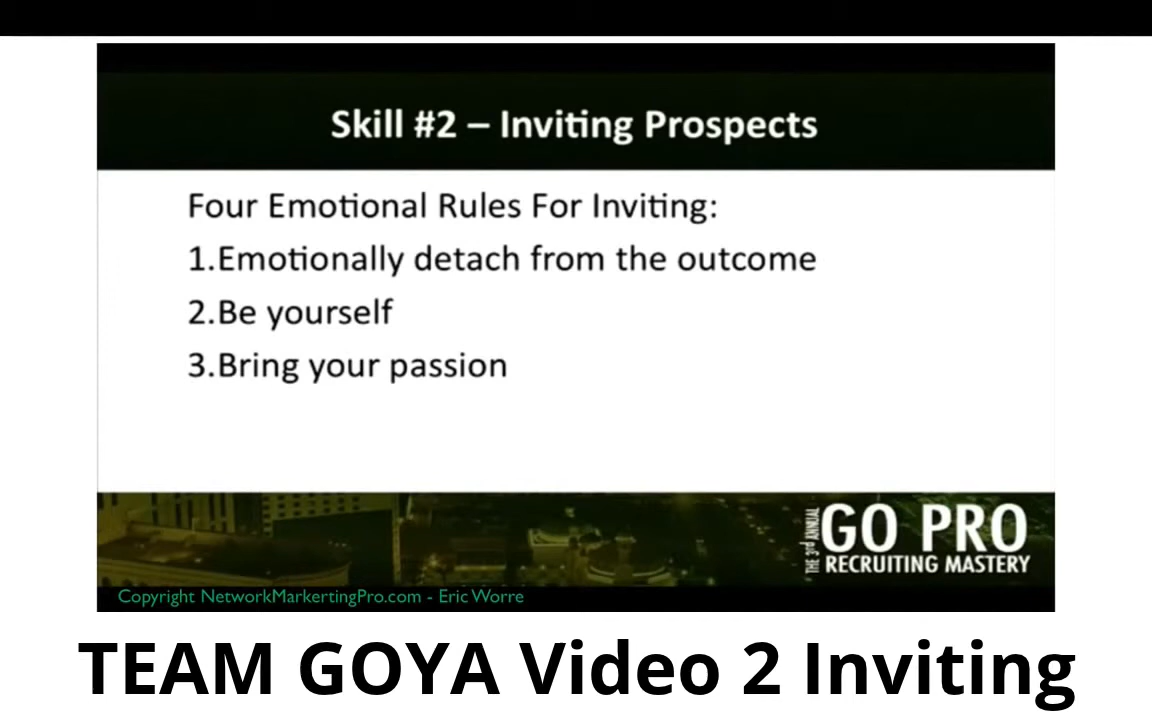 Skill #2 – Inviting Prospects
Four Emotional Rules For Inviting:
1.Emotionally detach from the outcome
2.Be yourself
3.Bring your passion
THE 3rd ANNUAL
GO PRO
RECRUITING MASTERY
Copyright NetworkMarkertingPro.com - Eric Worre
TEAM GOYA Video 2 Inviting